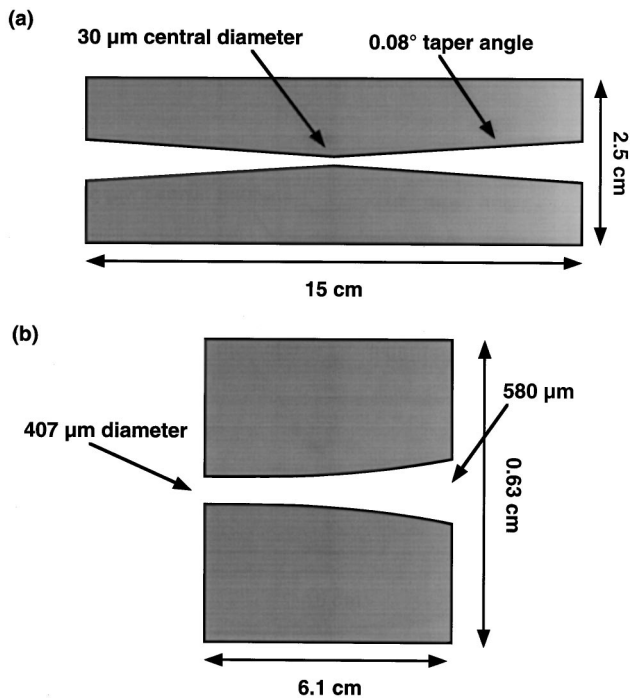 (a)
30 µm central diameter
0.08° taper angle
2.5 cm
15 cm
(b)
580 µm
407 µm diameter
0.63 cm
6.1 cm